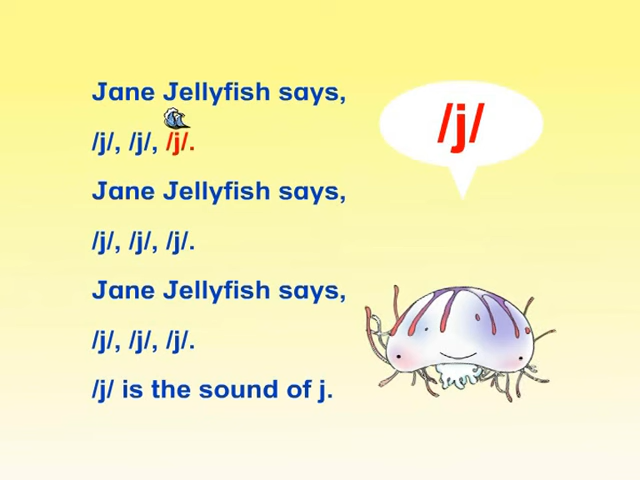 Jane Jellyfish says,
/j/, /j/, /j/.
Jane Jellyfish says,
/j/, /j/, /j/.
Jane Jellyfish says,
/j/, /j/, /j/.
/j/ is the sound of j.
/j/